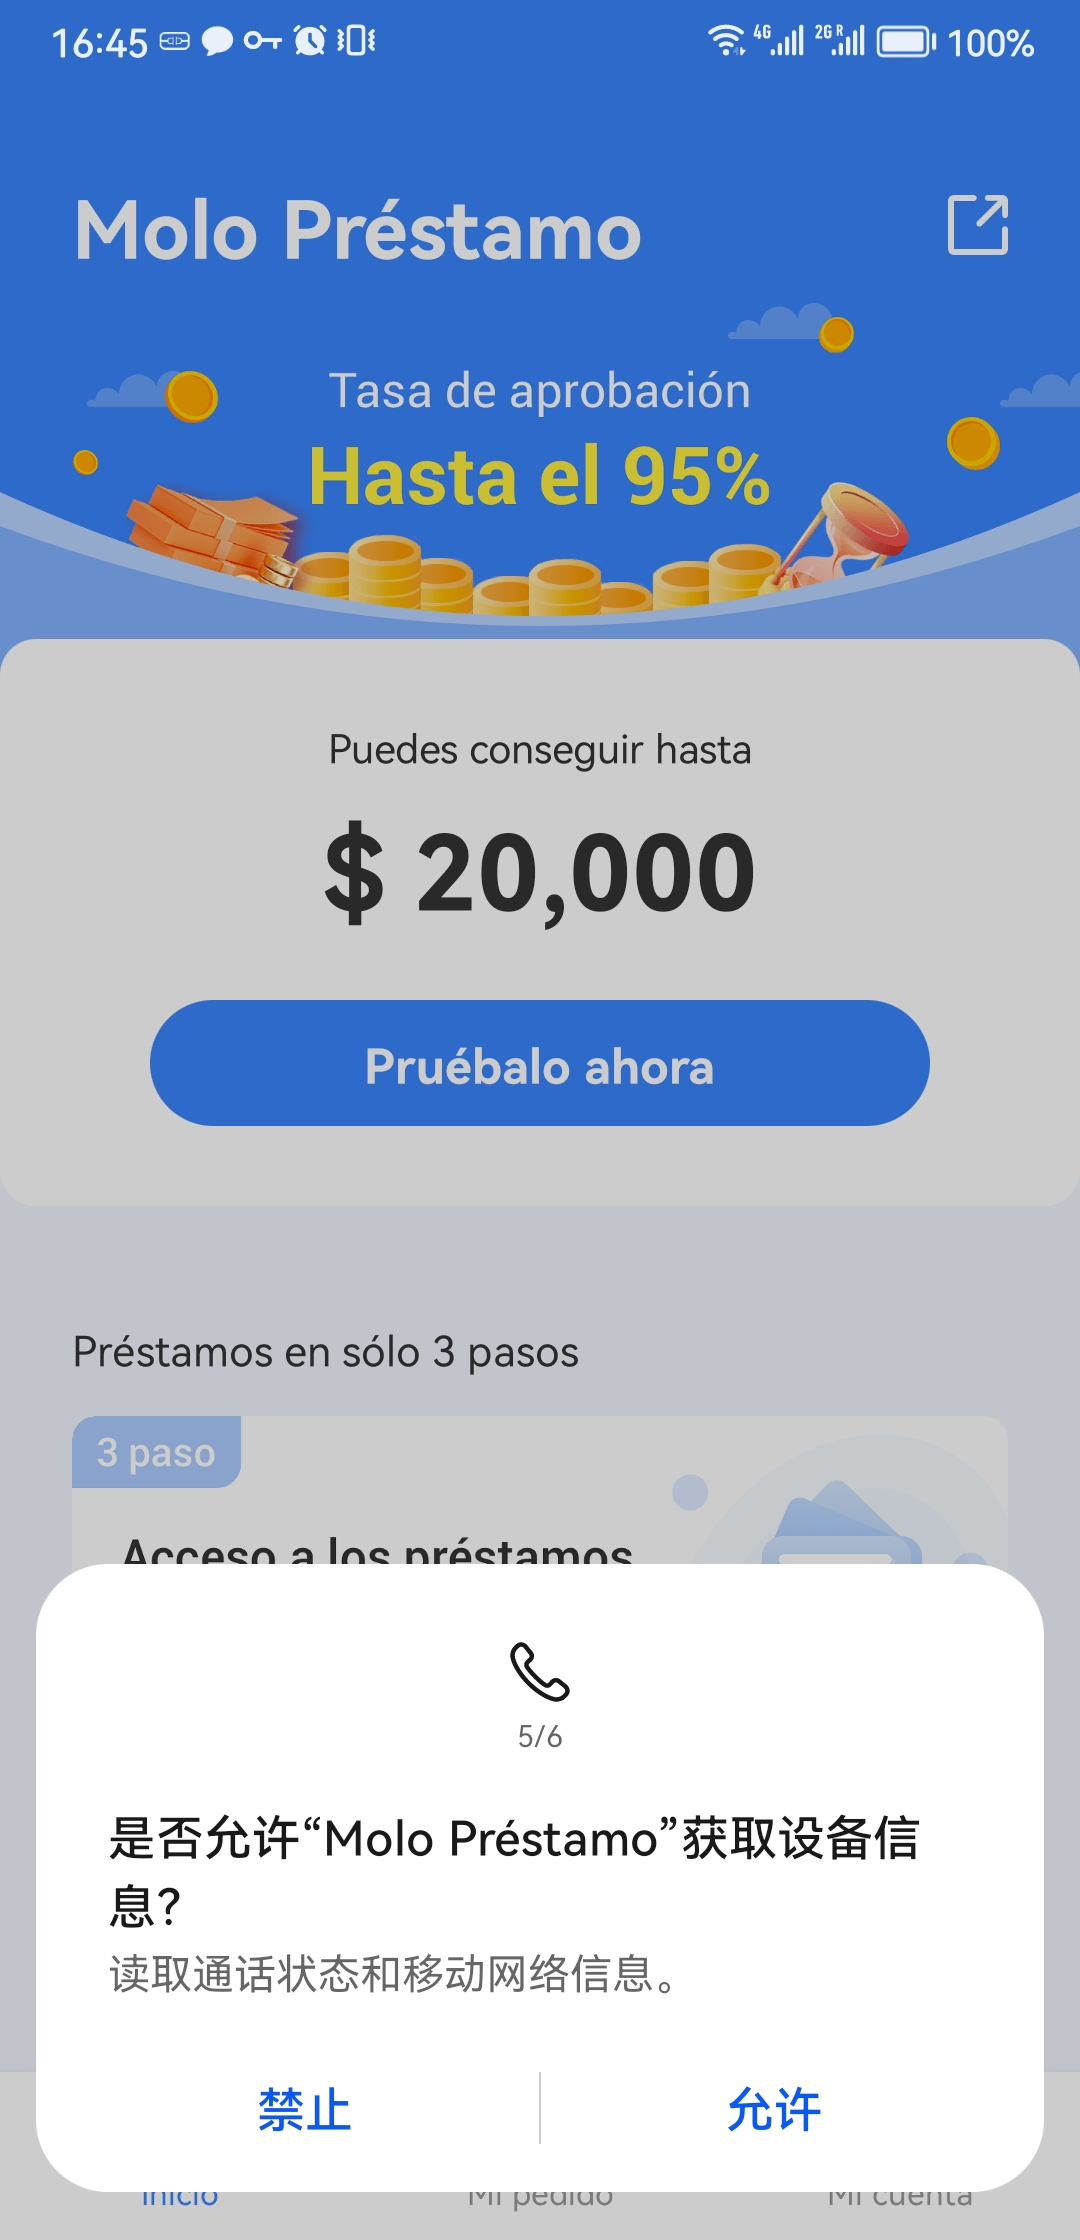 16:45
4G
2G R
100%
Molo Préstamo
Tasa de aprobación
Hasta el 95%
Puedes conseguir hasta
$ 20,000
Pruébalo ahora
Préstamos en sólo 3 pasos
3 paso
Acceso a los préstamos
5/6
是否允许“Molo Préstamo”获取设备信
息?
读取通话状态和移动网络信息。
禁止
允许
Inicio
Mi pedido
Mi cuenta